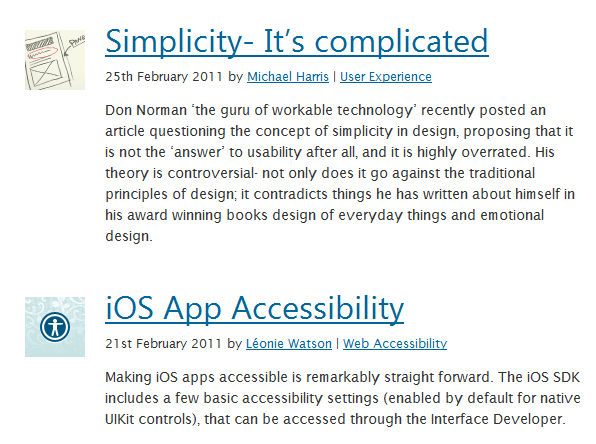 Simplicity- It’s complicated
25th February 2011 by Michael Harris | User Experience
Don Norman ‘the guru of workable technology’ recently posted an
article questioning the concept of simplicity in design, proposing that it
is not the ‘answer’ to usability after all, and it is highly overrated. His
theory is controversial- not only does it go against the traditional
principles of design; it contradicts things he has written about himself in
his award winning books design of everyday things and emotional
design.
iOS App Accessibility
21st February 2011 by Léonie Watson | Web Accessibility
Making iOS apps accessible is remarkably straight forward. The iOS SDK
includes a few basic accessibility settings (enabled by default for native
UIKit controls), that can be accessed through the Interface Developer.